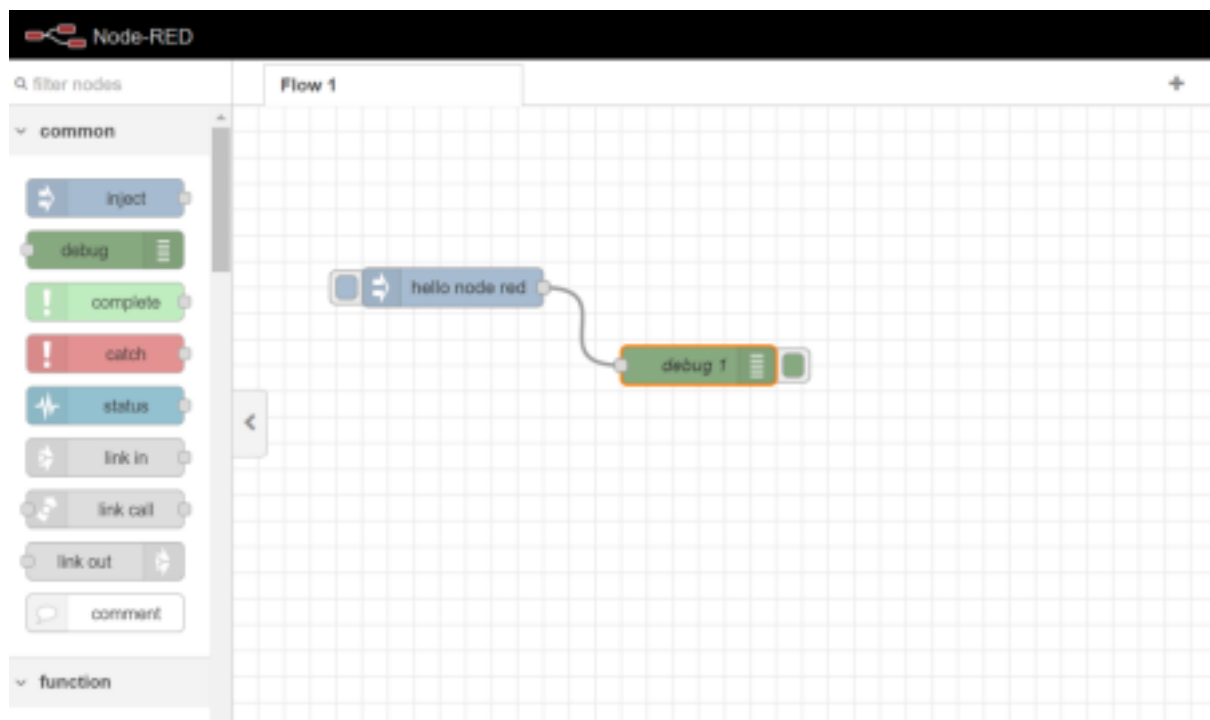 Node-RED
filter nodes
Flow 1
+
common
inject
debug
complete
catch
status
link in
link call
link out
comment
function
hello node red
debug 1